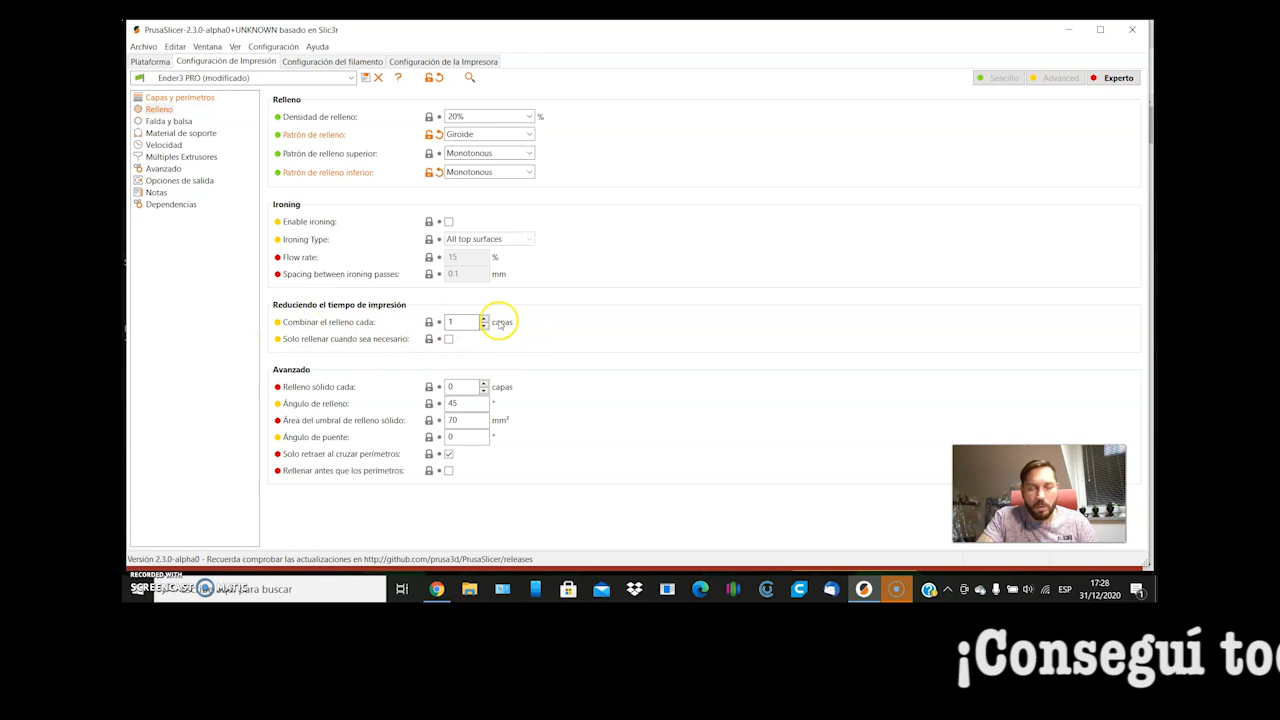 PrusaSlicer-2.3.0-alpha0+UNKNOWN basado en Slic3r
Archivo Editar Ventana Ver Configuración Ayuda
Plataforma Configuración de Impresión Configuración del filamento Configuración de la Impresora
Ender3 PRO (modificado) ? Sencillo Advanced Experto
Capas y perímetros
Relleno
Falda y balsa
Material de soporte
Velocidad
Múltiples Extrusores
Avanzado
Opciones de salida
Notas
Dependencias
Relleno
Densidad de relleno: 20% %
Patrón de relleno: Giroide
Patrón de relleno superior: Monotonous
Patrón de relleno inferior: Monotonous
Ironing
Enable ironing:
Ironing Type: All top surfaces
Flow rate: 15 %
Spacing between ironing passes: 0.1 mm
Reduciendo el tiempo de impresión
Combinar el relleno cada: 1 capas
Solo rellenar cuando sea necesario:
Avanzado
Relleno sólido cada: 0 capas
Ángulo de relleno: 45 °
Área del umbral de relleno sólido: 70 mm²
Ángulo de puente: 0 °
Solo retraer al cruzar perímetros:
Rellenar antes que los perímetros:
Versión 2.3.0-alpha0 - Recuerda comprobar las actualizaciones en http://github.com/prusa3d/PrusaSlicer/releases
RECORDED WITH
SCREENCAST MATIC
para buscar
ESP
17:28
31/12/2020
¡Conseguí